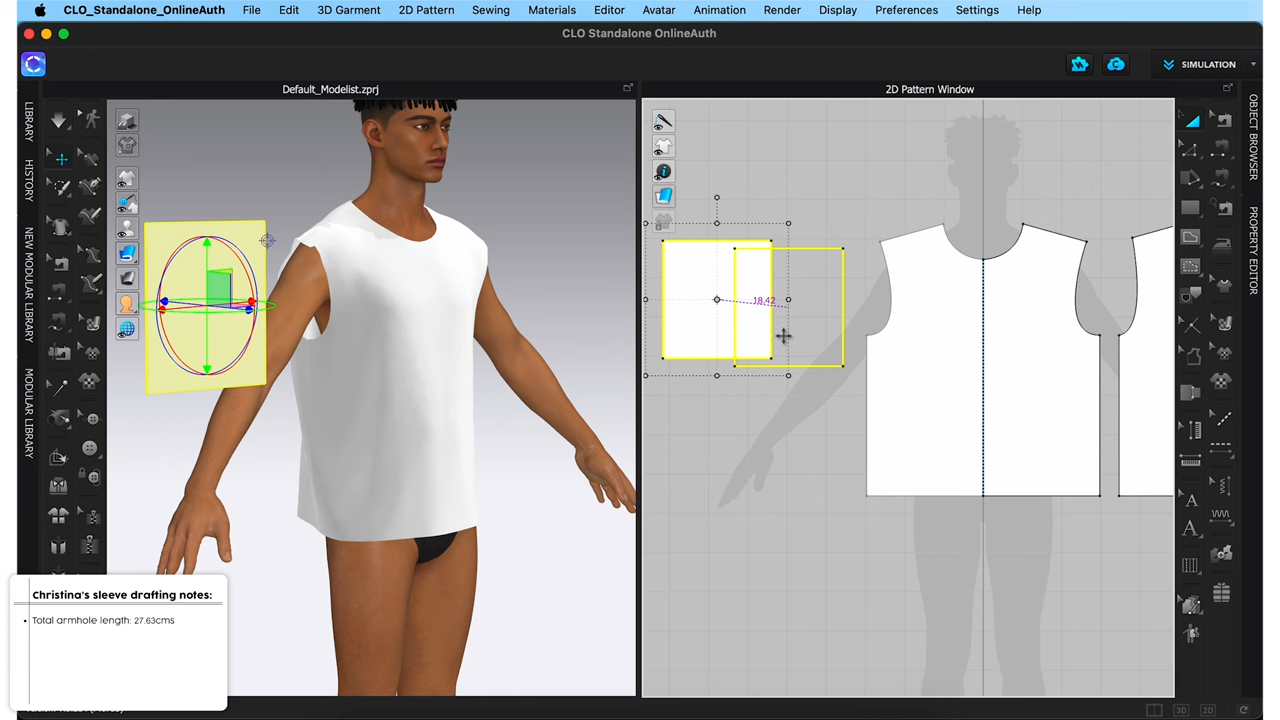 CLO_Standalone_OnlineAuth File Edit 3D Garment 2D Pattern Sewing Materials Editor Avatar Animation Render Display Preferences Settings Help
CLO Standalone OnlineAuth
SIMULATION
Default_Modelist.zprj
2D Pattern Window
LIBRARY
HISTORY
NEW MODULAR LIBRARY
MODULAR LIBRARY
OBJECT BROWSER
PROPERTY EDITOR
18.42
Christina's sleeve drafting notes:
• Total armhole length: 27.63cms
3D
2D